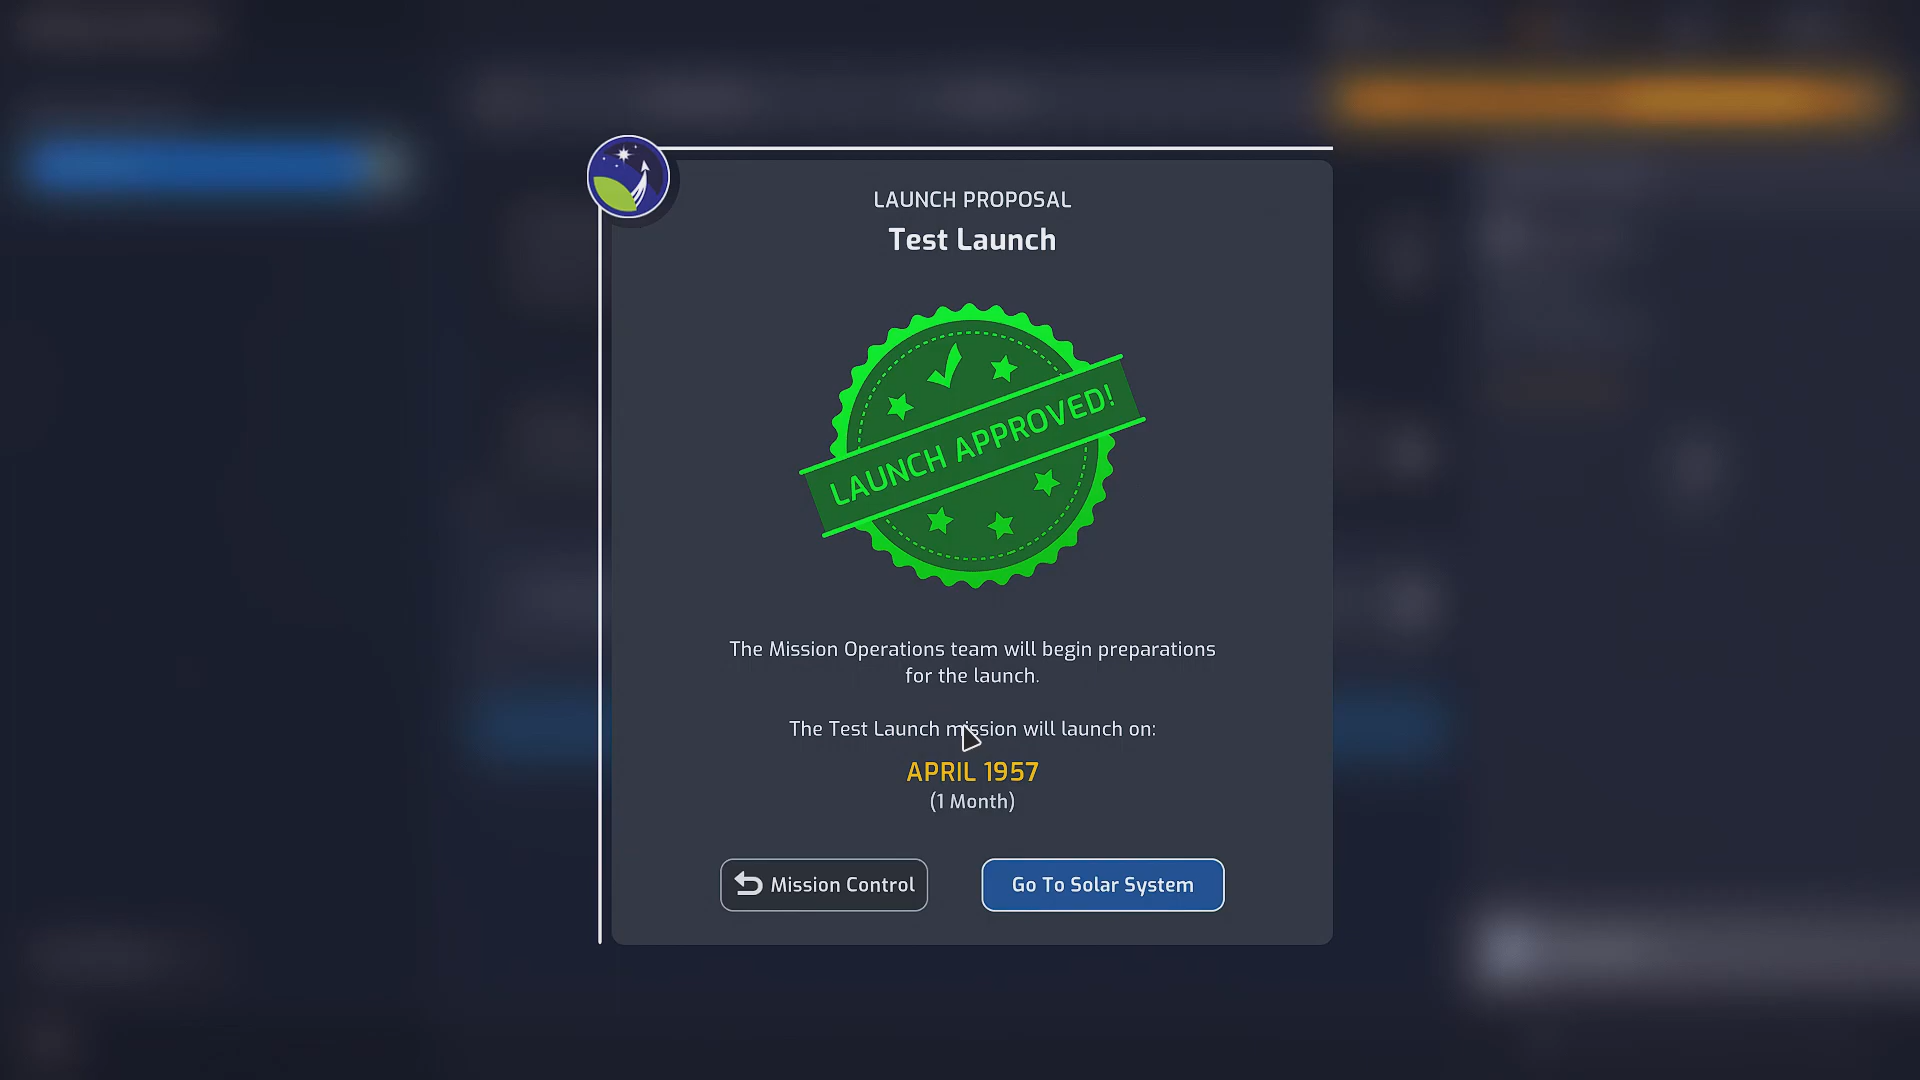 LAUNCH PROPOSAL
Test Launch
LAUNCH APPROVED!
The Mission Operations team will begin preparations
for the launch.
The Test Launch mission will launch on:
APRIL 1957
(1 Month)
Mission Control
Go To Solar System